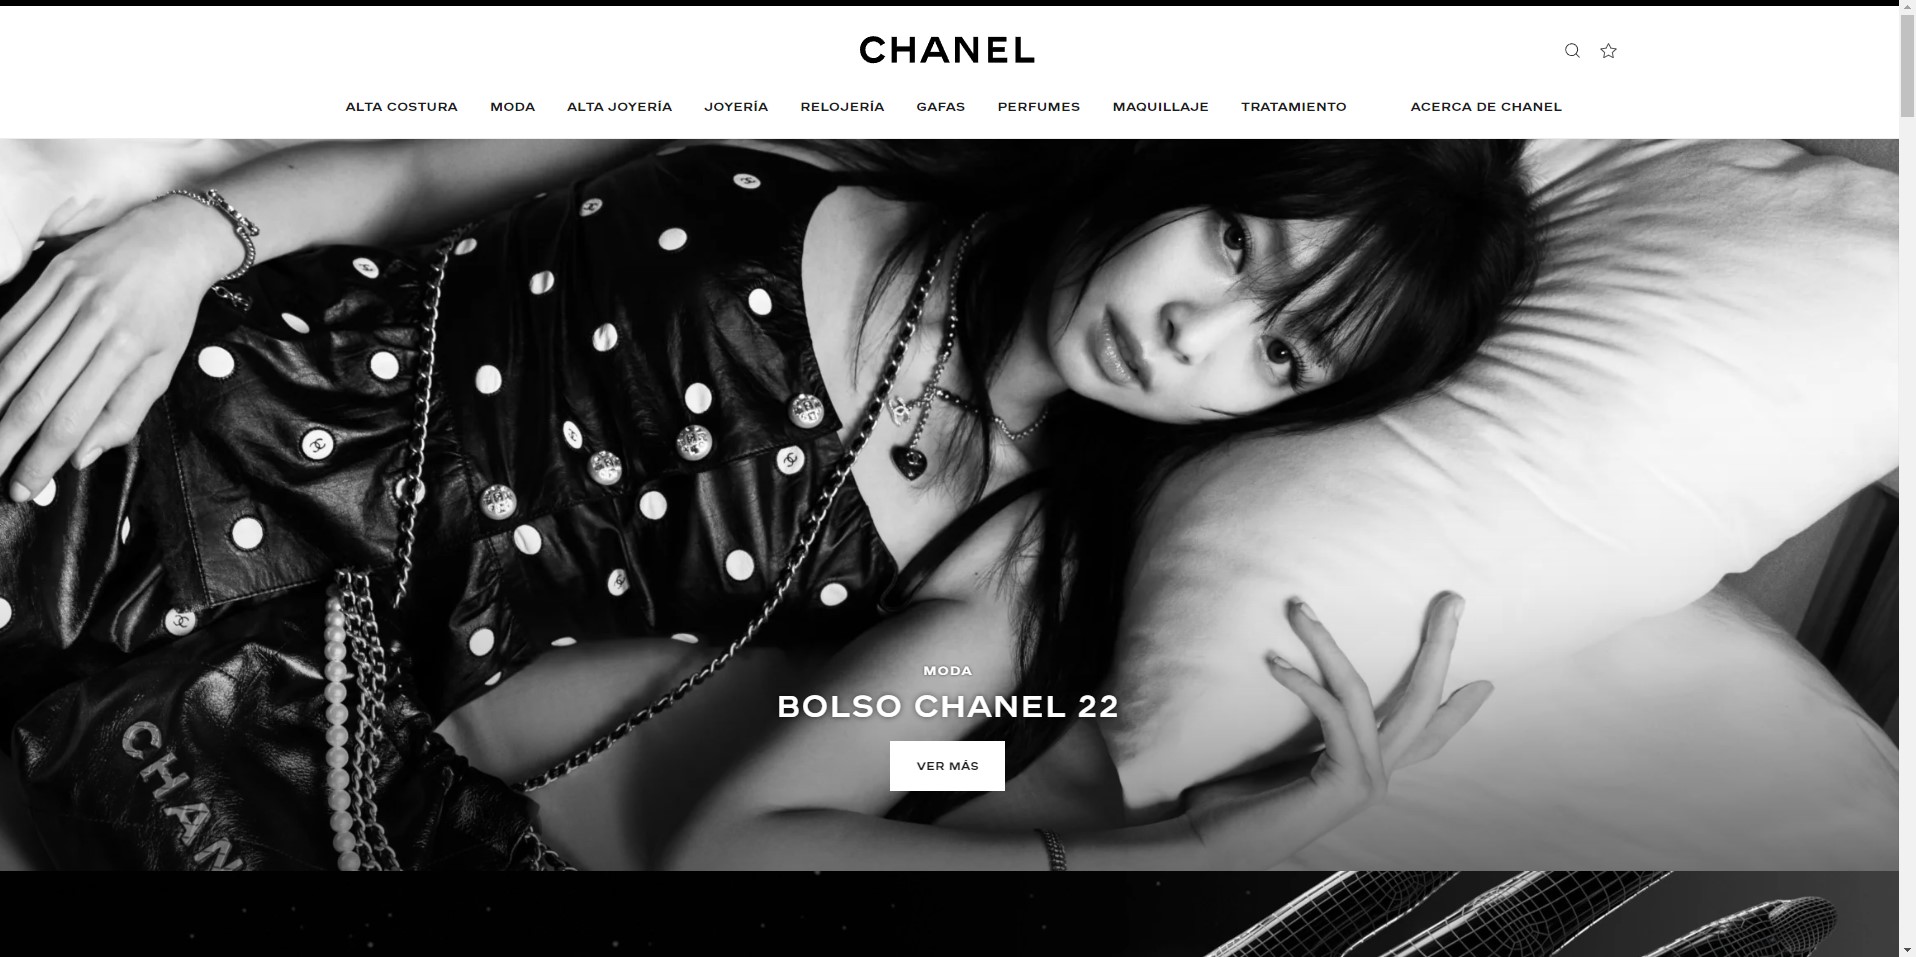 CHANEL
ALTA COSTURA MODA ALTA JOYERÍA JOYERÍA RELOJERÍA GAFAS PERFUMES MAQUILLAJE TRATAMIENTO ACERCA DE CHANEL
MODA
BOLSO CHANEL 22
VER MÁS
CHAN